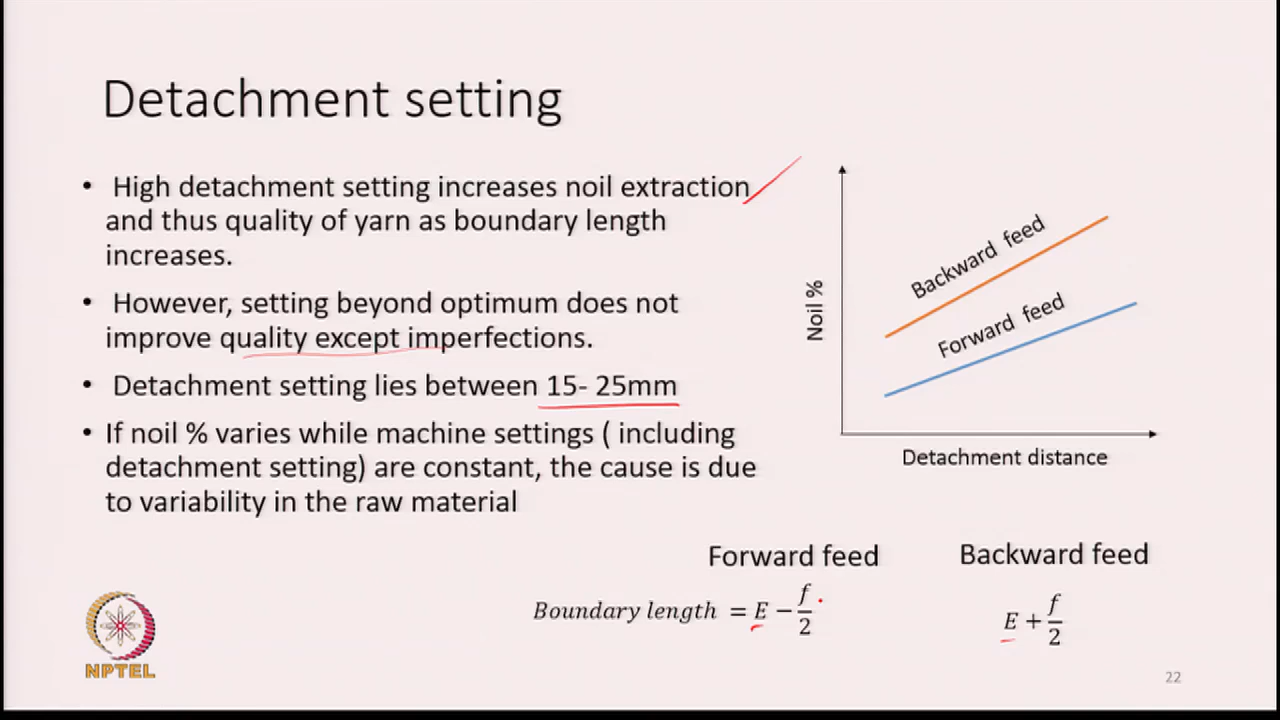 Detachment setting
• High detachment setting increases noil extraction
and thus quality of yarn as boundary length
increases.
• However, setting beyond optimum does not
improve quality except imperfections.
• Detachment setting lies between 15- 25mm
• If noil % varies while machine settings ( including
detachment setting) are constant, the cause is due
to variability in the raw material
Noil %
Backward feed
Forward feed
Detachment distance
Forward feed
Backward feed
Boundary length = E − f/2
E + f/2
NPTEL
22